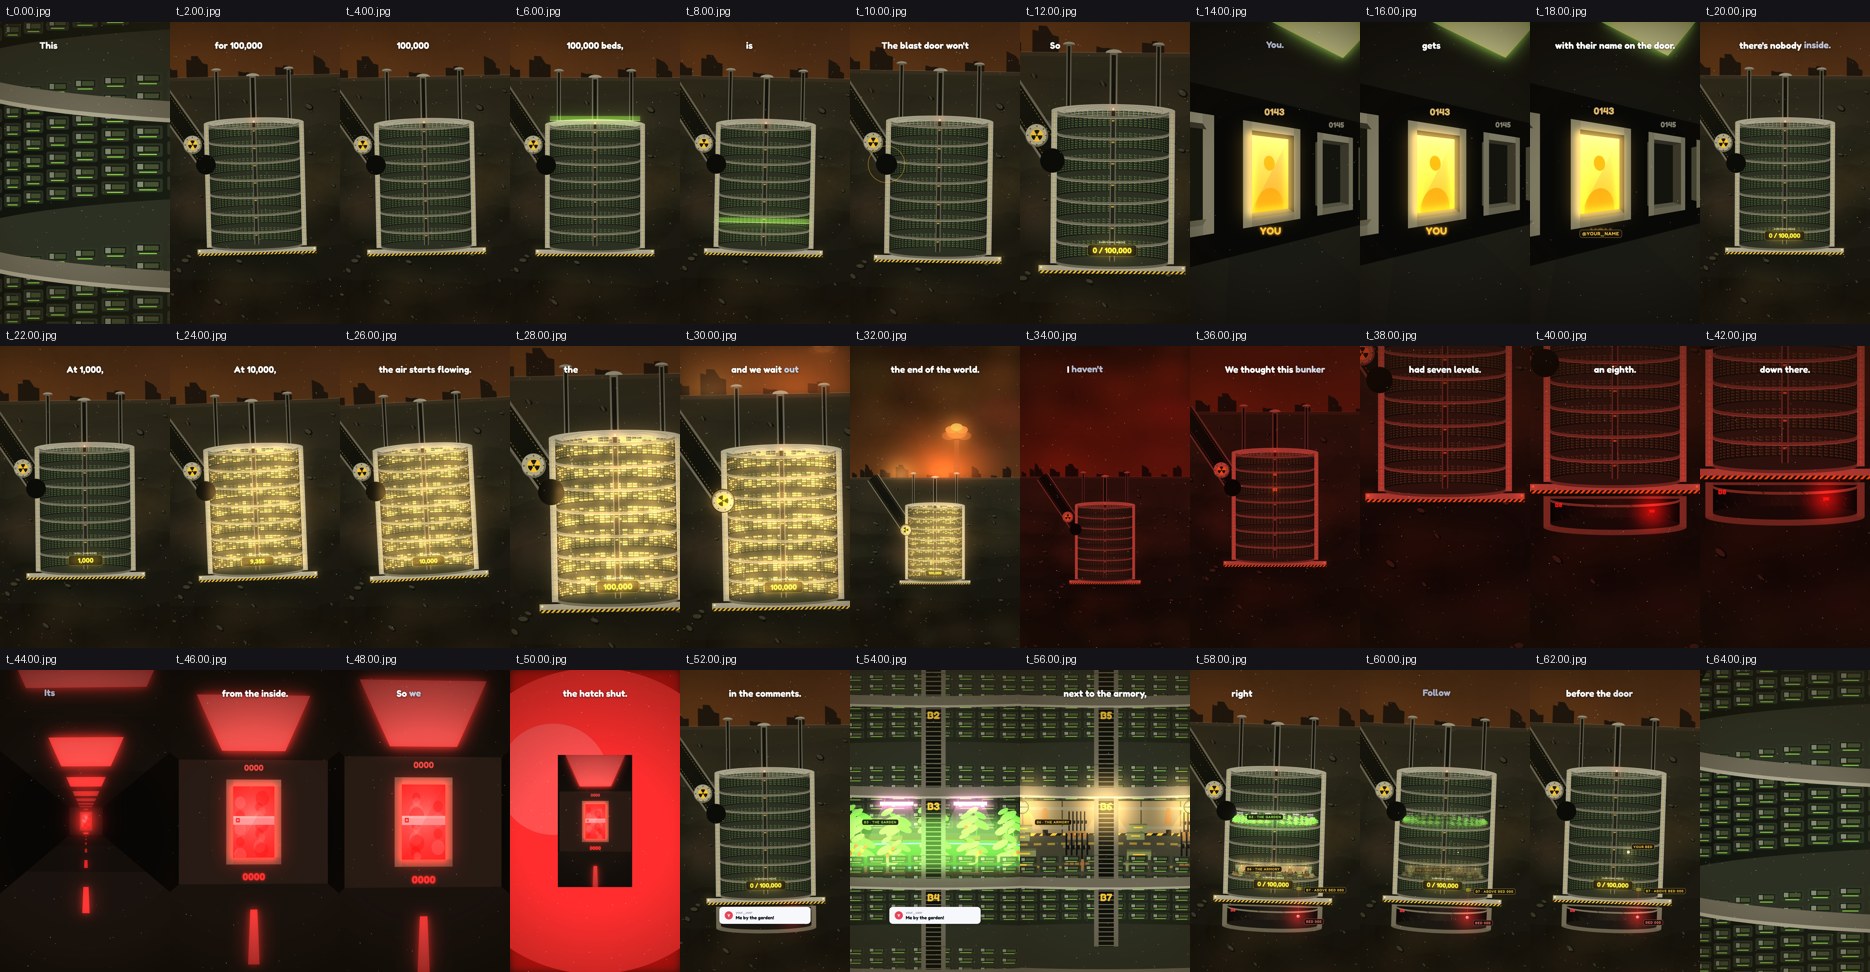 t_0.00.jpg
t_2.00.jpg
t_4.00.jpg
t_6.00.jpg
t_8.00.jpg
t_10.00.jpg
t_12.00.jpg
t_14.00.jpg
t_16.00.jpg
t_18.00.jpg
t_20.00.jpg
This
for 100,000
100,000
100,000 beds,
is
The blast door won't
So
You.
gets
with their name on the door.
there's nobody inside.
0143
0143
0145
0143
0145
YOU
YOU
@YOUR_NAME
0 / 100,000
0 / 100,000
t_22.00.jpg
t_24.00.jpg
t_26.00.jpg
t_28.00.jpg
t_30.00.jpg
t_32.00.jpg
t_34.00.jpg
t_36.00.jpg
t_38.00.jpg
t_40.00.jpg
t_42.00.jpg
At 1,000,
At 10,000,
the air starts flowing.
the
and we wait out
the end of the world.
I haven't
We thought this bunker
had seven levels.
an eighth.
down there.
1,000
10,000
100,000
100,000
t_44.00.jpg
t_46.00.jpg
t_48.00.jpg
t_50.00.jpg
t_52.00.jpg
t_54.00.jpg
t_56.00.jpg
t_58.00.jpg
t_60.00.jpg
t_62.00.jpg
t_64.00.jpg
Its
from the inside.
So we
the hatch shut.
in the comments.
next to the armory,
right
Follow
before the door
0000
0000
0000
0000
B2
B5
B3
B6
B4
B7
B3 · THE GARDEN
B6 · THE ARMORY
0 / 100,000
0 / 100,000
0 / 100,000
0 / 100,000
Me by the garden!
Me by the garden!